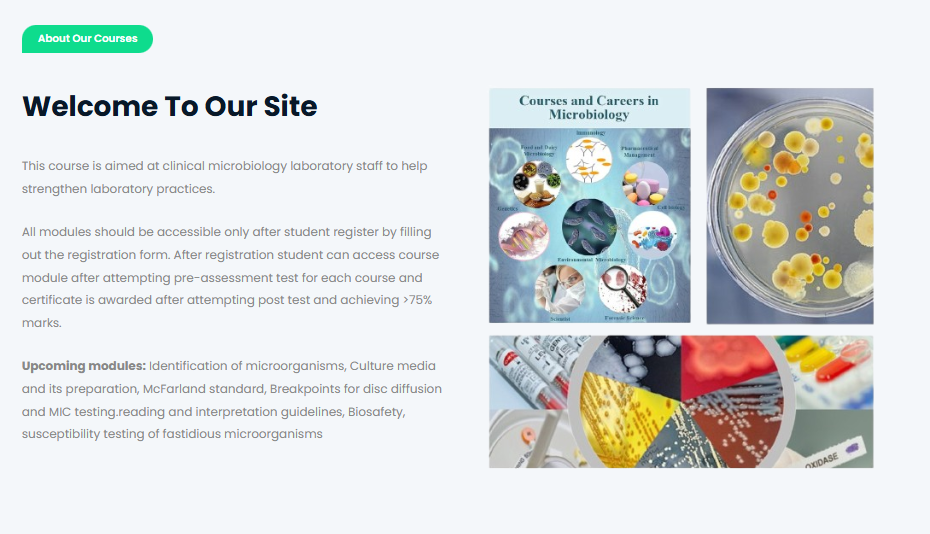 About Our Courses
Welcome To Our Site
This course is aimed at clinical microbiology laboratory staff to help
strengthen laboratory practices.
All modules should be accessible only after student register by filling
out the registration form. After registration student can access course
module after attempting pre-assessment test for each course and
certificate is awarded after attempting post test and achieving >75%
marks.
Upcoming modules: Identification of microorganisms, Culture media
and its preparation, McFarland standard, Breakpoints for disc diffusion
and MIC testing.reading and interpretation guidelines, Biosafety,
susceptibility testing of fastidious microorganisms
Courses and Careers in
Microbiology
Immunology
Food and Dairy
Microbiology
Pharmaceutical
Management
Genetics
Cell biology
Environmental Microbiology
Scientist
Forensic Science
OXIDASE